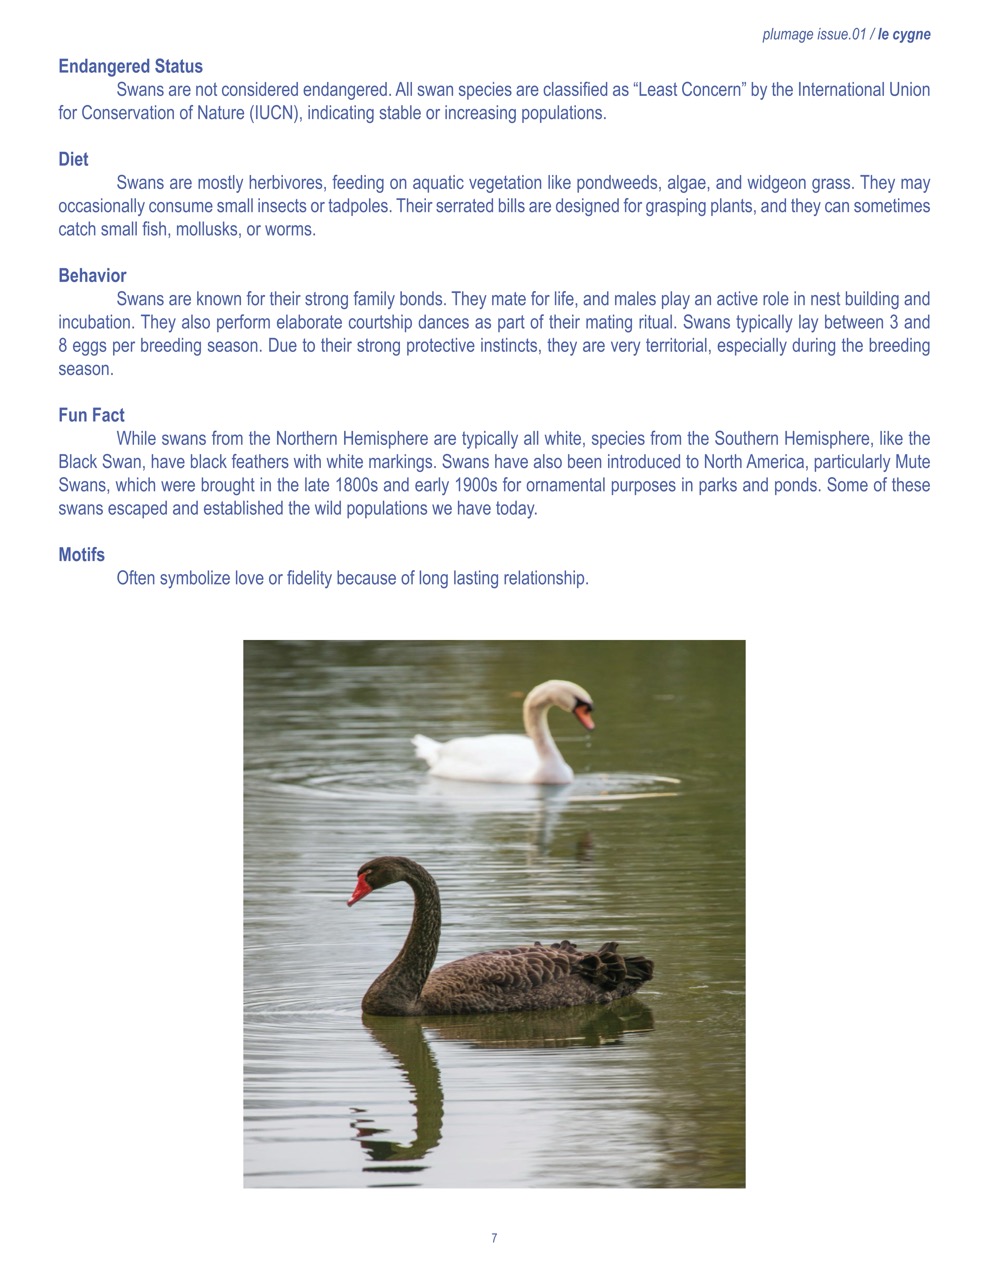 plumage issue.01 / le cygne
Endangered Status
Swans are not considered endangered. All swan species are classified as “Least Concern” by the International Union
for Conservation of Nature (IUCN), indicating stable or increasing populations.
Diet
Swans are mostly herbivores, feeding on aquatic vegetation like pondweeds, algae, and widgeon grass. They may
occasionally consume small insects or tadpoles. Their serrated bills are designed for grasping plants, and they can sometimes
catch small fish, mollusks, or worms.
Behavior
Swans are known for their strong family bonds. They mate for life, and males play an active role in nest building and
incubation. They also perform elaborate courtship dances as part of their mating ritual. Swans typically lay between 3 and
8 eggs per breeding season. Due to their strong protective instincts, they are very territorial, especially during the breeding
season.
Fun Fact
While swans from the Northern Hemisphere are typically all white, species from the Southern Hemisphere, like the
Black Swan, have black feathers with white markings. Swans have also been introduced to North America, particularly Mute
Swans, which were brought in the late 1800s and early 1900s for ornamental purposes in parks and ponds. Some of these
swans escaped and established the wild populations we have today.
Motifs
Often symbolize love or fidelity because of long lasting relationship.
7